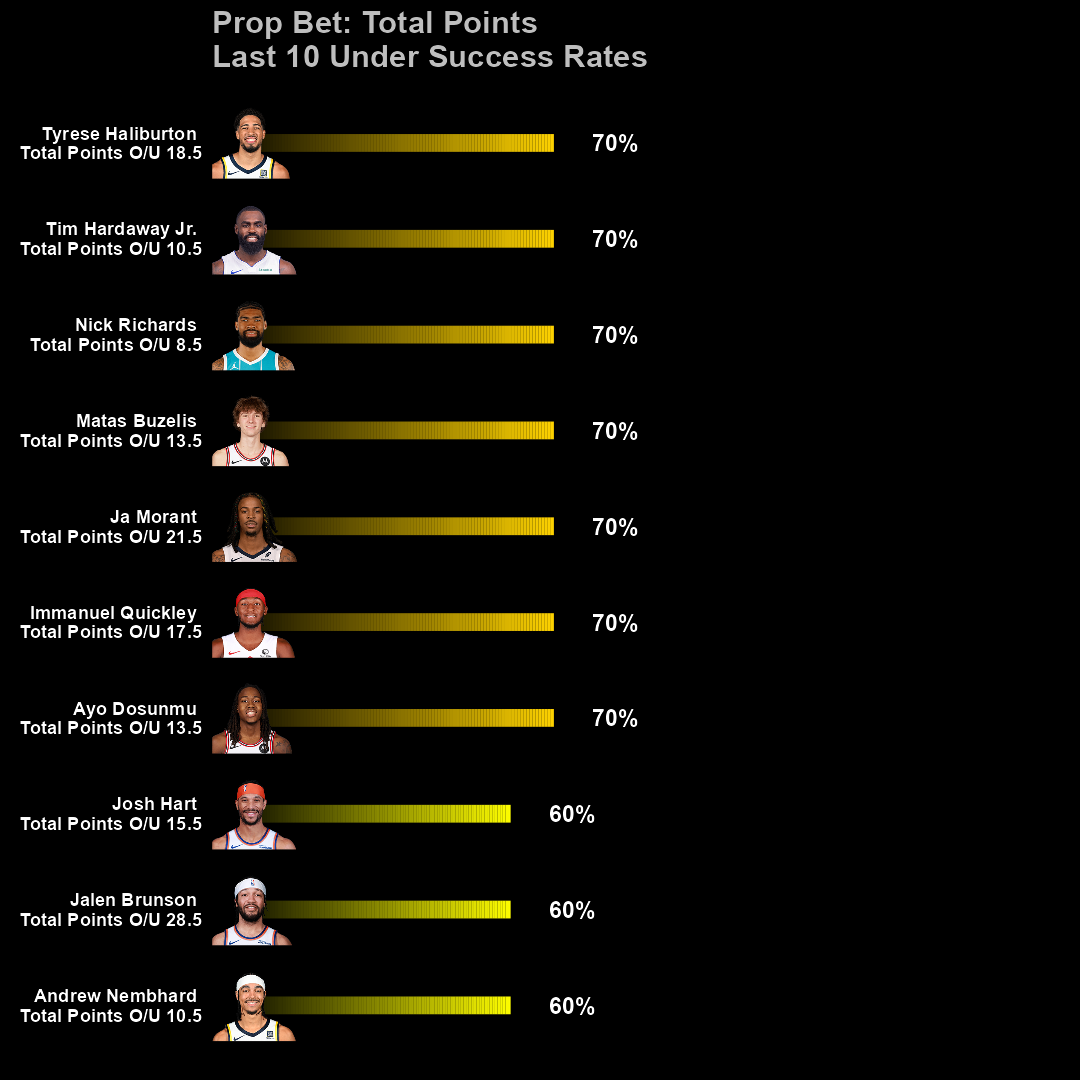 Prop Bet: Total Points
Last 10 Under Success Rates
Tyrese Haliburton
Total Points O/U 18.5
70%
Tim Hardaway Jr.
Total Points O/U 10.5
70%
Nick Richards
Total Points O/U 8.5
70%
Matas Buzelis
Total Points O/U 13.5
70%
Ja Morant
Total Points O/U 21.5
70%
Immanuel Quickley
Total Points O/U 17.5
70%
Ayo Dosunmu
Total Points O/U 13.5
70%
Josh Hart
Total Points O/U 15.5
60%
Jalen Brunson
Total Points O/U 28.5
60%
Andrew Nembhard
Total Points O/U 10.5
60%